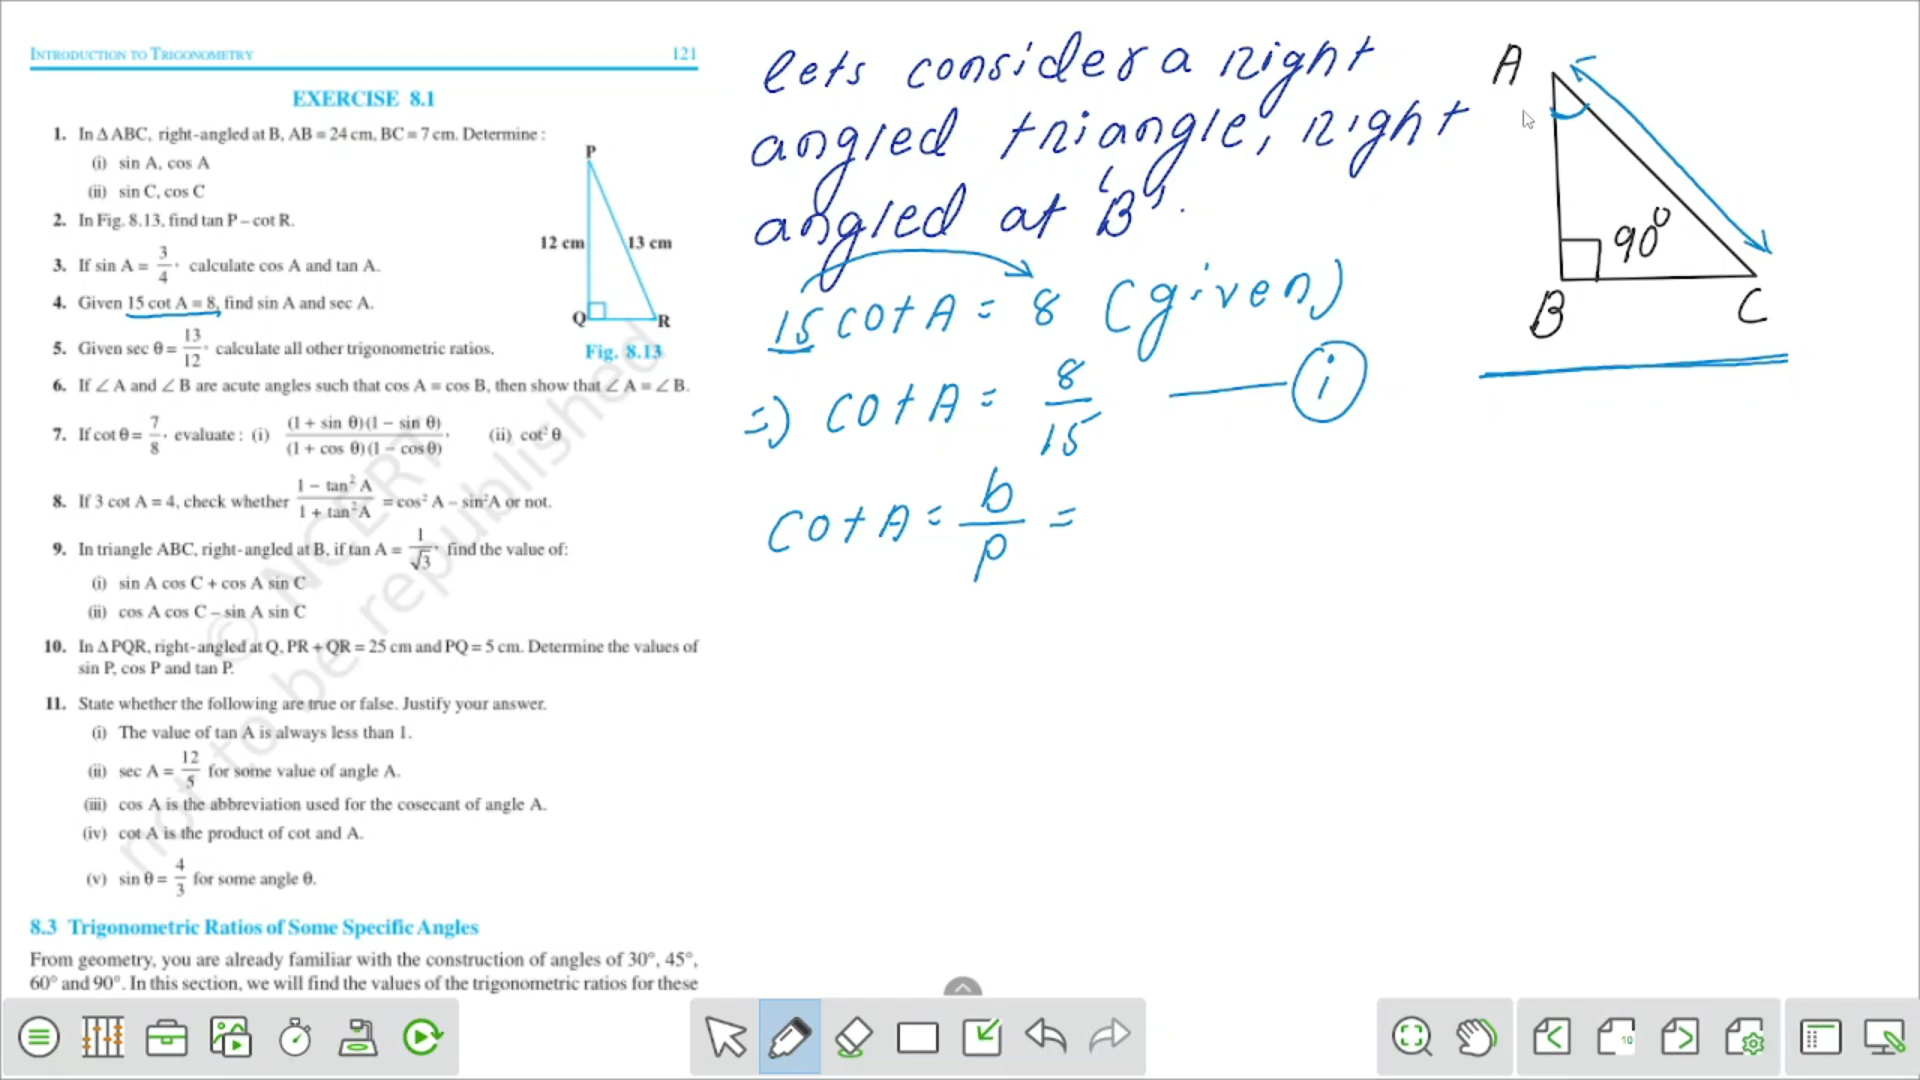 INTRODUCTION TO TRIGONOMETRY 121
EXERCISE 8.1
1. In Δ ABC, right-angled at B, AB = 24 cm, BC = 7 cm. Determine :
(i) sin A, cos A
(ii) sin C, cos C
2. In Fig. 8.13, find tan P – cot R.
3. If sin A = 3/4, calculate cos A and tan A.
4. Given 15 cot A = 8, find sin A and sec A.
5. Given sec θ = 13/12, calculate all other trigonometric ratios.
6. If ∠ A and ∠ B are acute angles such that cos A = cos B, then show that ∠ A = ∠ B.
7. If cot θ = 7/8, evaluate : (i) (1 + sin θ)(1 – sin θ)/(1 + cos θ)(1 – cos θ), (ii) cot² θ
8. If 3 cot A = 4, check whether (1 – tan² A)/(1 + tan² A) = cos² A – sin² A or not.
9. In triangle ABC, right-angled at B, if tan A = 1/√3, find the value of:
(i) sin A cos C + cos A sin C
(ii) cos A cos C – sin A sin C
10. In Δ PQR, right-angled at Q, PR + QR = 25 cm and PQ = 5 cm. Determine the values of
sin P, cos P and tan P.
11. State whether the following are true or false. Justify your answer.
(i) The value of tan A is always less than 1.
(ii) sec A = 12/5 for some value of angle A.
(iii) cos A is the abbreviation used for the cosecant of angle A.
(iv) cot A is the product of cot and A.
(v) sin θ = 4/3 for some angle θ.
8.3 Trigonometric Ratios of Some Specific Angles
From geometry, you are already familiar with the construction of angles of 30°, 45°,
60° and 90°. In this section, we will find the values of the trigonometric ratios for these
P
12 cm 13 cm
Q R
Fig. 8.13
© NCERT
not to be republished
lets consider a right
angled triangle, right
angled at 'B'.
15 cot A = 8 (given)
=) cot A = 8/15 —— (i)
cot A = b/p =
A
90°
B C
10